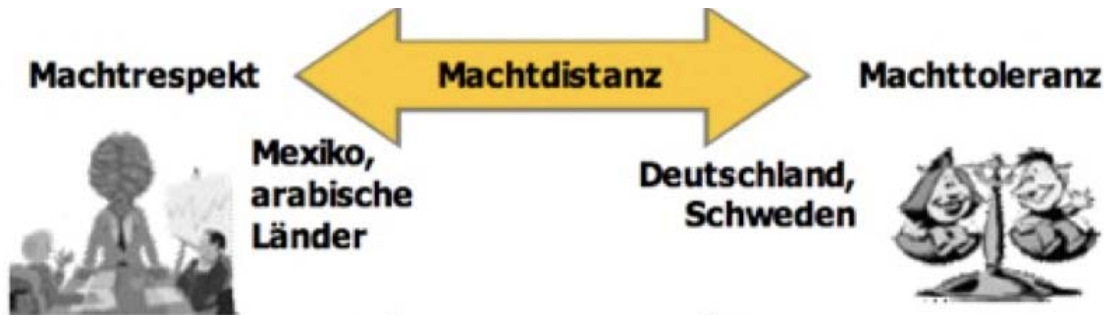 Machtrespekt
Machtdistanz
Machttoleranz
Mexiko,
arabische
Länder
Deutschland,
Schweden